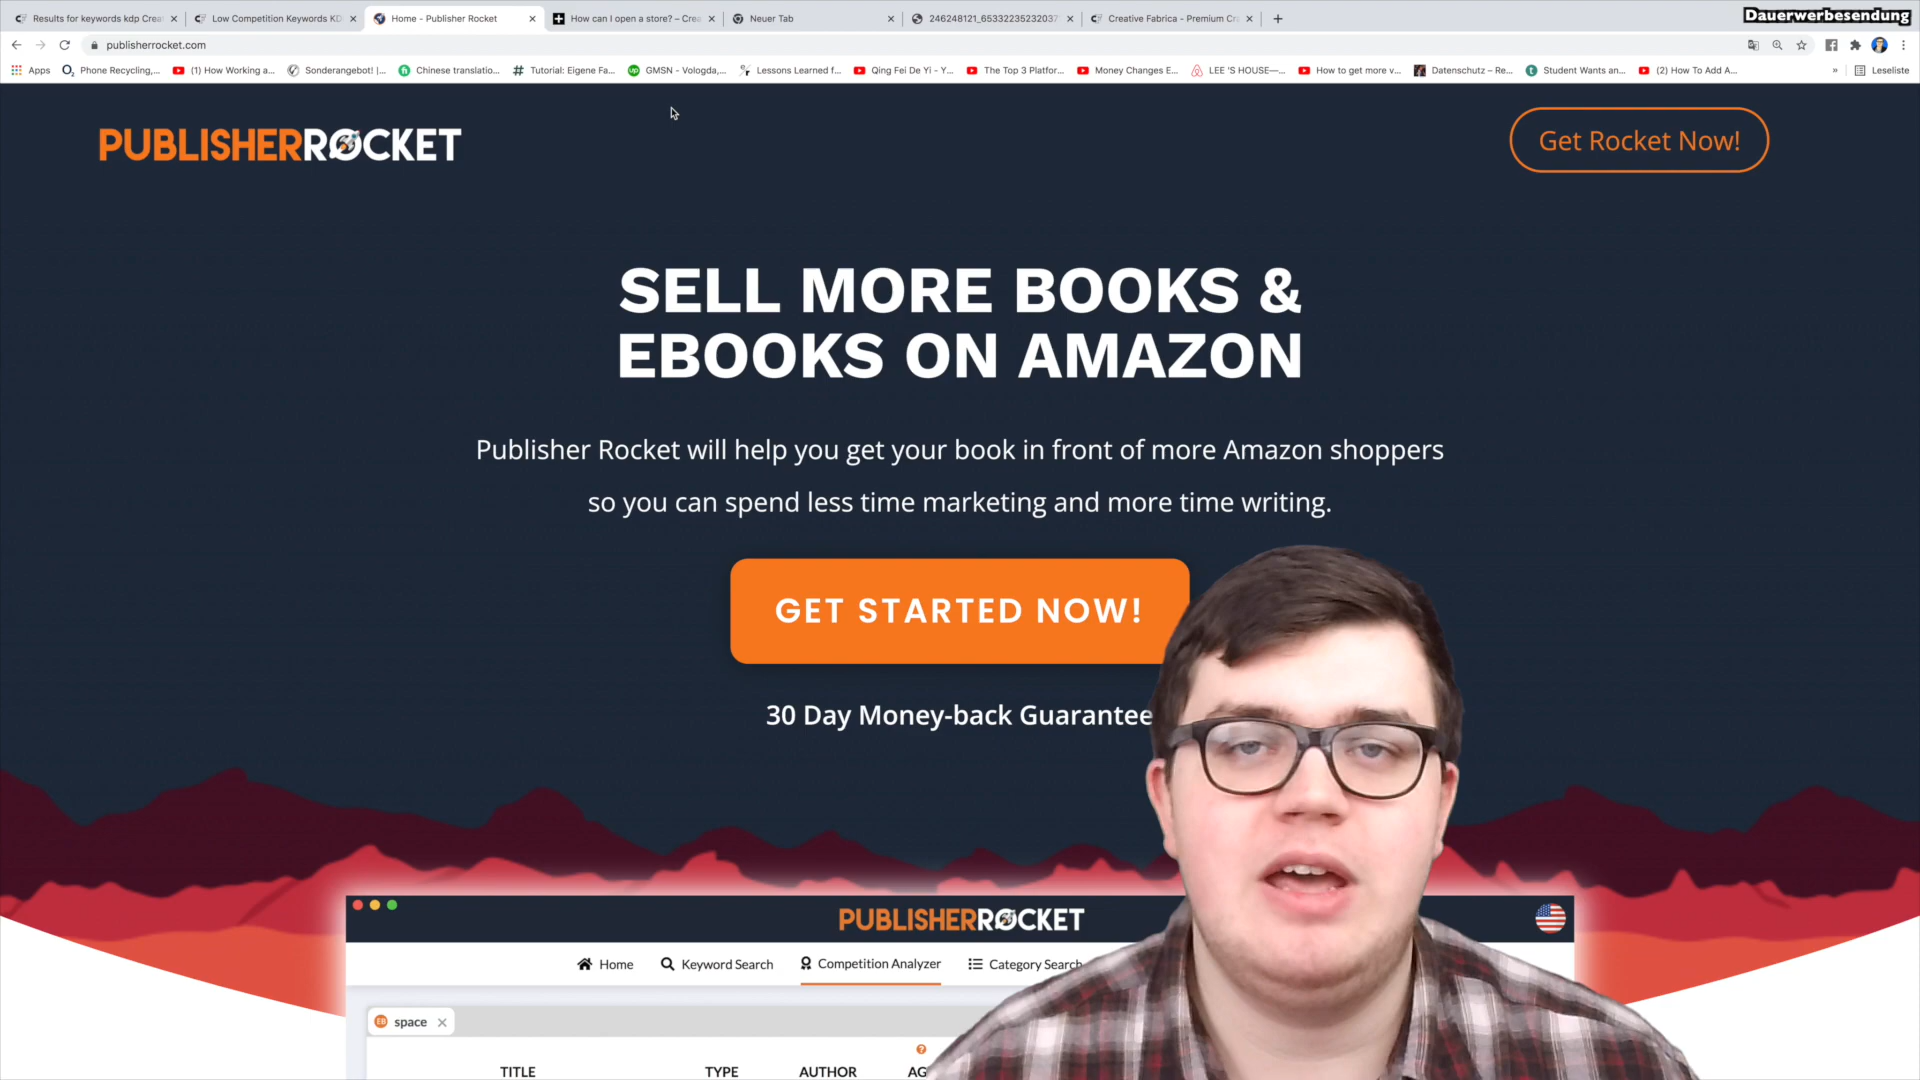 Results for keywords kdp Crea
Low Competition Keywords KD
Home - Publisher Rocket
How can I open a store? – Crea
Neuer Tab
246248121_65332235232037
Creative Fabrica - Premium Cr
Dauerwerbesendung
publisherrocket.com
Apps
Phone Recycling,...
(1) How Working a...
Sonderangebot! |...
Chinese translatio...
Tutorial: Eigene Fa...
GMSN - Vologda,...
Lessons Learned f...
Qing Fei De Yi - Y...
The Top 3 Platfor...
Money Changes E...
LEE 'S HOUSE—...
How to get more v...
Datenschutz – Re...
Student Wants an...
(2) How To Add A...
Leseliste
PUBLISHERROCKET
Get Rocket Now!
SELL MORE BOOKS &
EBOOKS ON AMAZON
Publisher Rocket will help you get your book in front of more Amazon shoppers
so you can spend less time marketing and more time writing.
GET STARTED NOW!
30 Day Money-back Guarantee
PUBLISHERROCKET
Home
Keyword Search
Competition Analyzer
Category Search
space
TITLE
TYPE
AUTHOR
AG